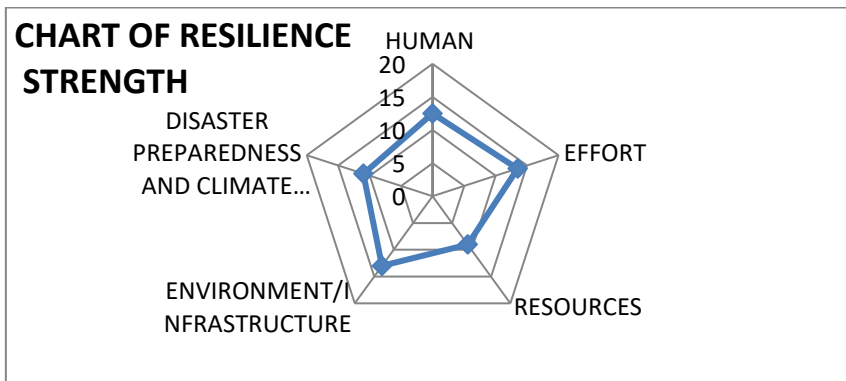 CHART OF RESILIENCE
STRENGTH
HUMAN
20
15
10
5
0
EFFORT
RESOURCES
ENVIRONMENT/I
NFRASTRUCTURE
DISASTER
PREPAREDNESS
AND CLIMATE…